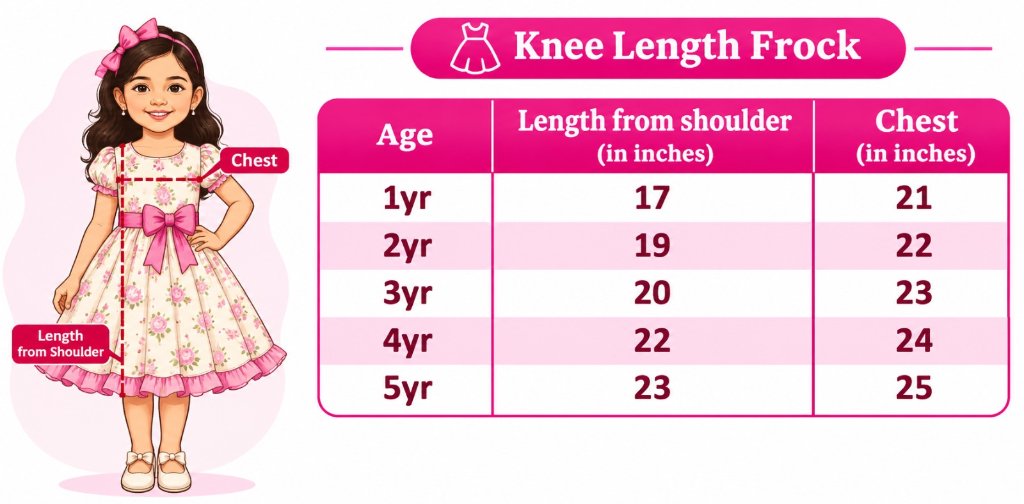 Knee Length Frock
Chest
Length
from Shoulder
Age Length from shoulder (in inches) Chest (in inches)
1yr 17 21
2yr 19 22
3yr 20 23
4yr 22 24
5yr 23 25